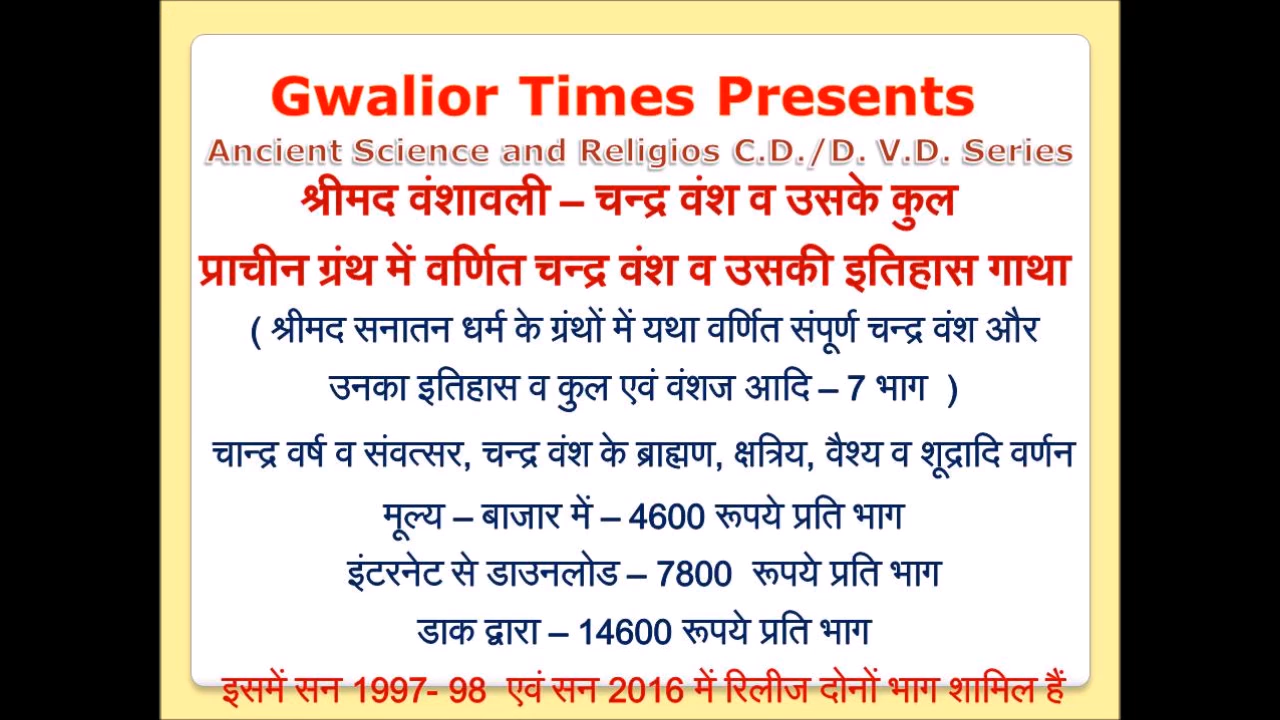 Gwalior Times Presents
Ancient Science and Religios C.D./D. V.D. Series
श्रीमद वंशावली – चन्द्र वंश व उसके कुल
प्राचीन ग्रंथ में वर्णित चन्द्र वंश व उसकी इतिहास गाथा
( श्रीमद सनातन धर्म के ग्रंथों में यथा वर्णित संपूर्ण चन्द्र वंश और
उनका इतिहास व कुल एवं वंशज आदि – 7 भाग )
चान्द्र वर्ष व संवत्सर, चन्द्र वंश के ब्राह्मण, क्षत्रिय, वैश्य व शूद्रादि वर्णन
मूल्य – बाजार में – 4600 रूपये प्रति भाग
इंटरनेट से डाउनलोड – 7800 रूपये प्रति भाग
डाक द्वारा – 14600 रूपये प्रति भाग
इसमें सन 1997- 98 एवं सन 2016 में रिलीज दोनों भाग शामिल हैं